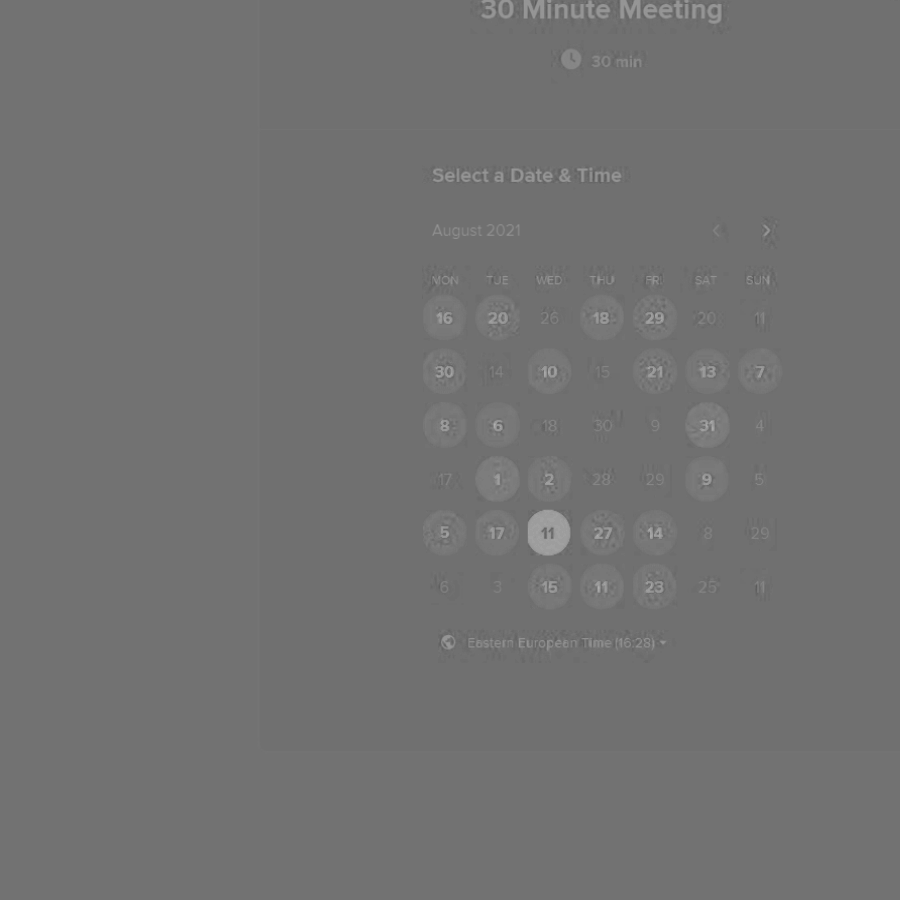 30 Minute Meeting
30 min
Select a Date & Time
August 2021
MON TUE WED THU FRI SAT SUN
16 20 26 18 29 20 11
30 14 10 15 21 13 7
8 6 18 30 9 31 4
17 1 2 28 29 9 5
5 17 11 27 14 8 29
6 3 15 11 23 25 11
Eastern European Time (16:28)